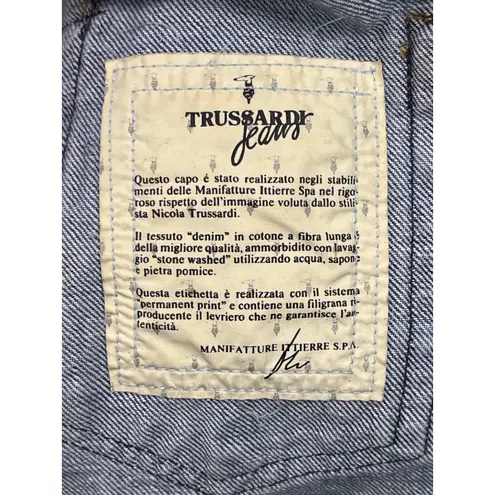 TRUSSARDI
Jeans
Questo capo é stato realizzato negli stabili-
menti delle Manifatture Ittierre Spa nel rigo-
roso rispetto dell'immagine voluta dallo stili-
sta Nicola Trussardi.
Il tessuto "denim" in cotone a fibra lunga é
della migliore qualità, ammorbidito con lavag-
gio "stone washed" utilizzando acqua, sapone
e pietra pomice.
Questa etichetta è realizzata con il sistema
"permanent print" e contiene una filigrana ri-
producente il levriero che ne garantisce l'au-
tenticità.
MANIFATTURE ITTIERRE S.P.A.